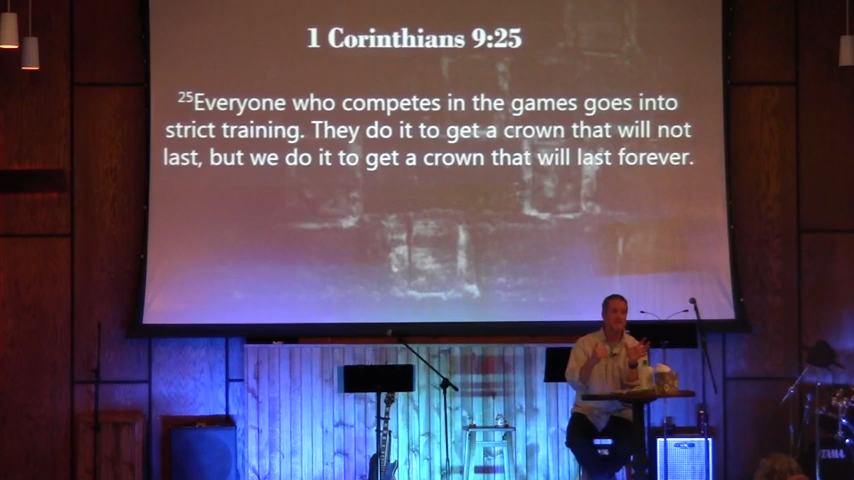 1 Corinthians 9:25
25Everyone who competes in the games goes into
strict training. They do it to get a crown that will not
last, but we do it to get a crown that will last forever.
TAMA